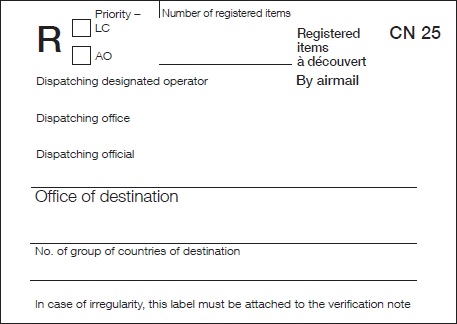 R
Priority –
LC
AO
Number of registered items
Registered
items
à découvert
By airmail
CN 25
Dispatching designated operator
Dispatching office
Dispatching official
Office of destination
No. of group of countries of destination
In case of irregularity, this label must be attached to the verification note